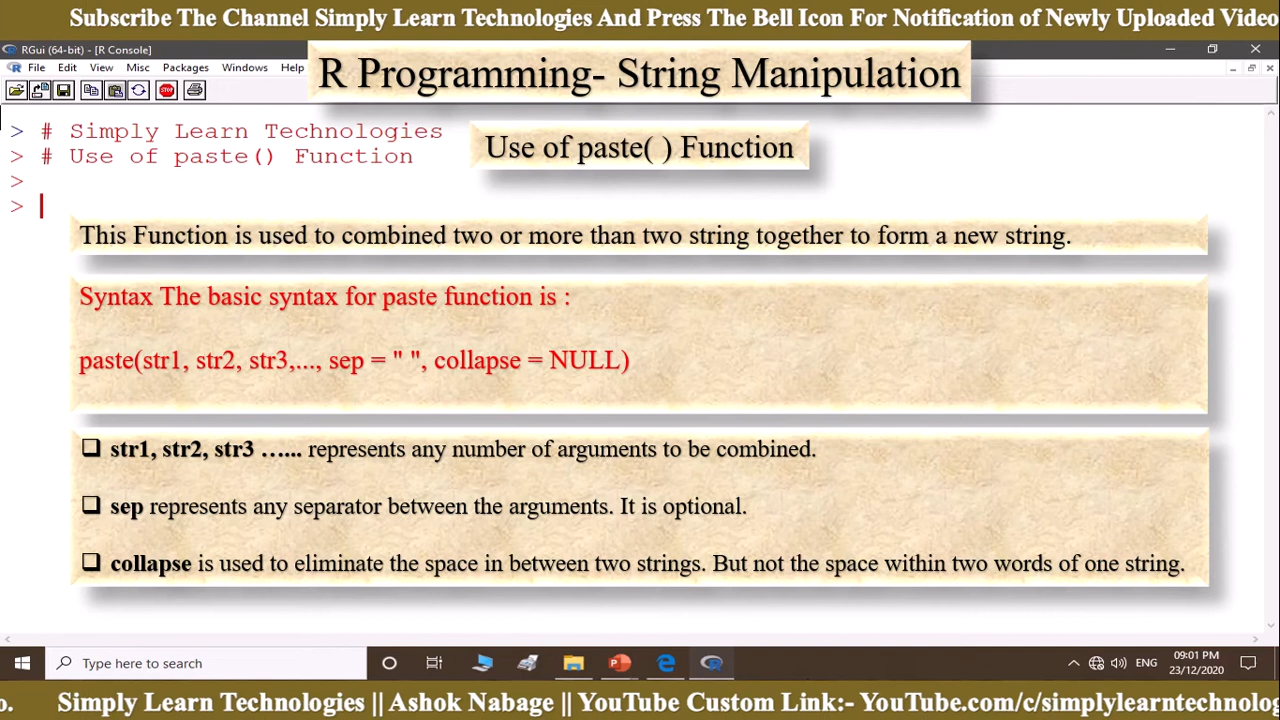 Subscribe The Channel Simply Learn Technologies And Press The Bell Icon For Notification of Newly Uploaded Video
RGui (64-bit) - [R Console]
File Edit View Misc Packages Windows Help
R Programming- String Manipulation
STOP
> # Simply Learn Technologies
> # Use of paste() Function
Use of paste( ) Function
>
>
This Function is used to combined two or more than two string together to form a new string.
Syntax The basic syntax for paste function is :
paste(str1, str2, str3,..., sep = " ", collapse = NULL)
❑ str1, str2, str3 …... represents any number of arguments to be combined.
❑ sep represents any separator between the arguments. It is optional.
❑ collapse is used to eliminate the space in between two strings. But not the space within two words of one string.
Type here to search
ENG
09:01 PM
23/12/2020
o. Simply Learn Technologies || Ashok Nabage || YouTube Custom Link:- YouTube.com/c/simplylearntechnolog